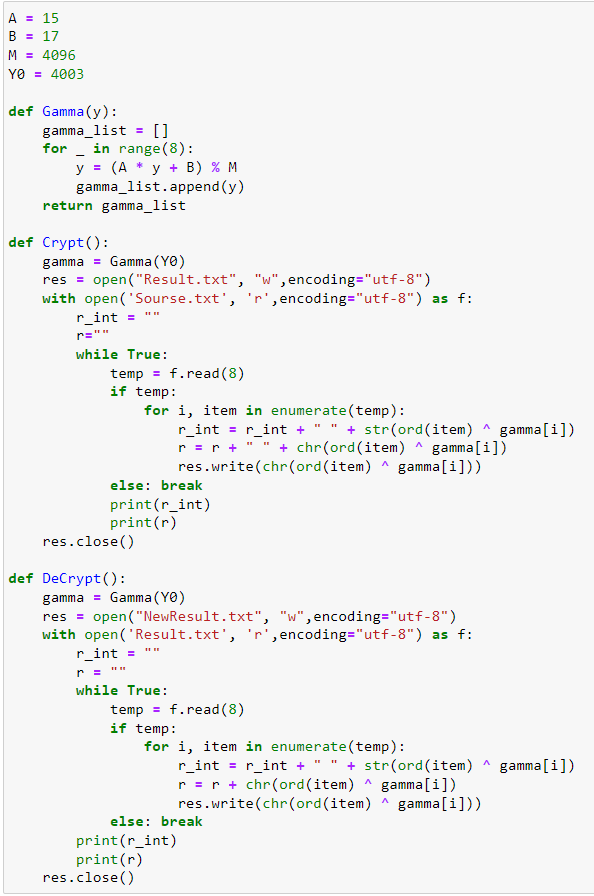 A = 15
B = 17
M = 4096
Y0 = 4003

def Gamma(y):
    gamma_list = []
    for _ in range(8):
        y = (A * y + B) % M
        gamma_list.append(y)
    return gamma_list

def Crypt():
    gamma = Gamma(Y0)
    res = open("Result.txt", "w",encoding="utf-8")
    with open('Sourse.txt', 'r',encoding="utf-8") as f:
        r_int = ""
        r=""
        while True:
            temp = f.read(8)
            if temp:
                for i, item in enumerate(temp):
                    r_int = r_int + " " + str(ord(item) ^ gamma[i])
                    r = r + " " + chr(ord(item) ^ gamma[i])
                    res.write(chr(ord(item) ^ gamma[i]))
            else: break
            print(r_int)
            print(r)
    res.close()

def DeCrypt():
    gamma = Gamma(Y0)
    res = open("NewResult.txt", "w",encoding="utf-8")
    with open('Result.txt', 'r',encoding="utf-8") as f:
        r_int = ""
        r = ""
        while True:
            temp = f.read(8)
            if temp:
                for i, item in enumerate(temp):
                    r_int = r_int + " " + str(ord(item) ^ gamma[i])
                    r = r + chr(ord(item) ^ gamma[i])
                    res.write(chr(ord(item) ^ gamma[i]))
            else: break
        print(r_int)
        print(r)
    res.close()